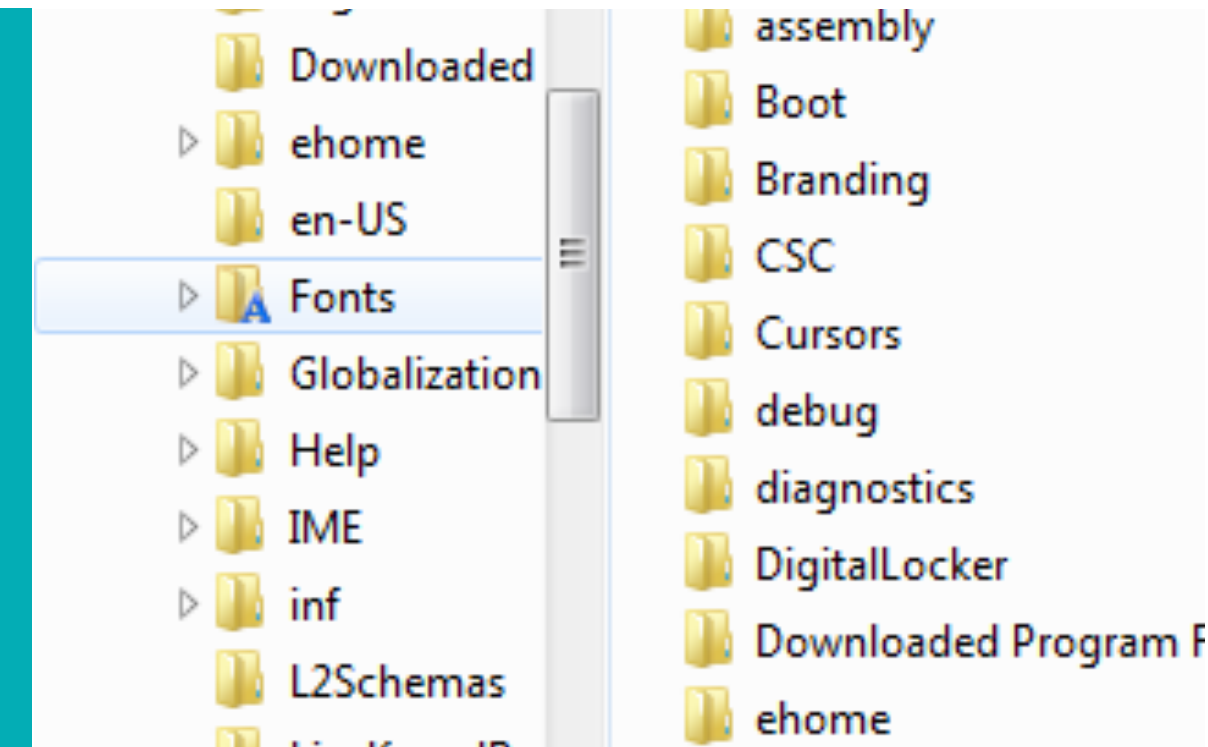 Downloaded
ehome
en-US
Fonts
Globalization
Help
IME
inf
L2Schemas
assembly
Boot
Branding
CSC
Cursors
debug
diagnostics
DigitalLocker
Downloaded Program F
ehome